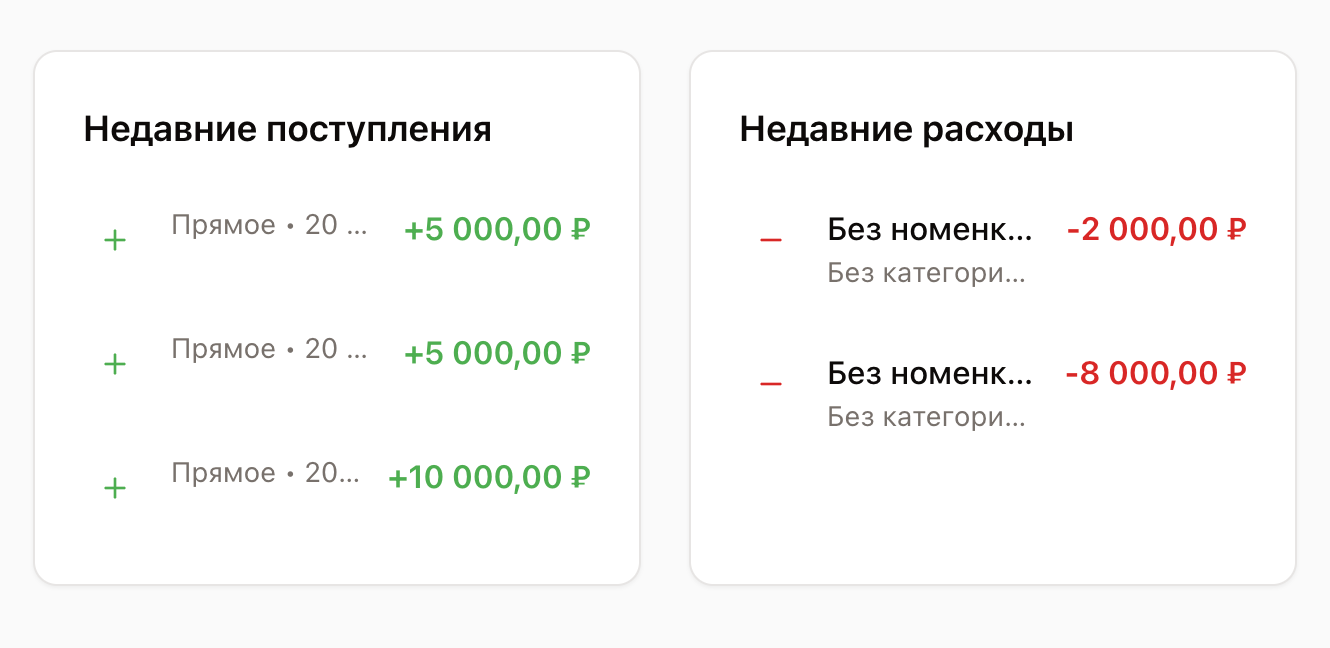 Недавние поступления
+ Прямое • 20 ... +5 000,00 ₽
+ Прямое • 20 ... +5 000,00 ₽
+ Прямое • 20... +10 000,00 ₽
Недавние расходы
– Без номенк... -2 000,00 ₽
Без категори...
– Без номенк... -8 000,00 ₽
Без категори...